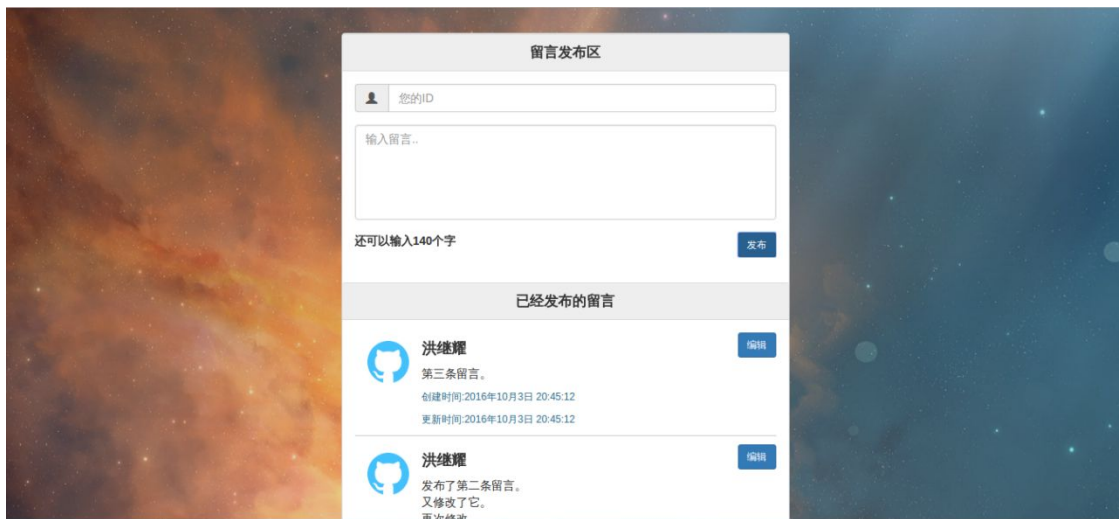 留言发布区
您的ID
输入留言..
还可以输入140个字
发布
已经发布的留言
洪继耀
编辑
第三条留言。
创建时间:2016年10月3日 20:45:12
更新时间:2016年10月3日 20:45:12
洪继耀
编辑
发布了第二条留言。
又修改了它。
再次修改